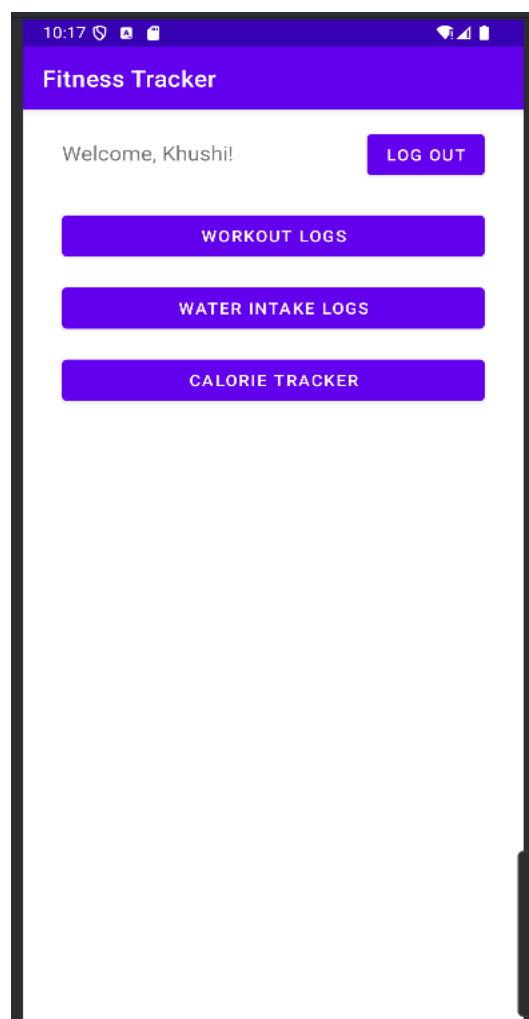 10:17
Fitness Tracker
Welcome, Khushi!
LOG OUT
WORKOUT LOGS
WATER INTAKE LOGS
CALORIE TRACKER